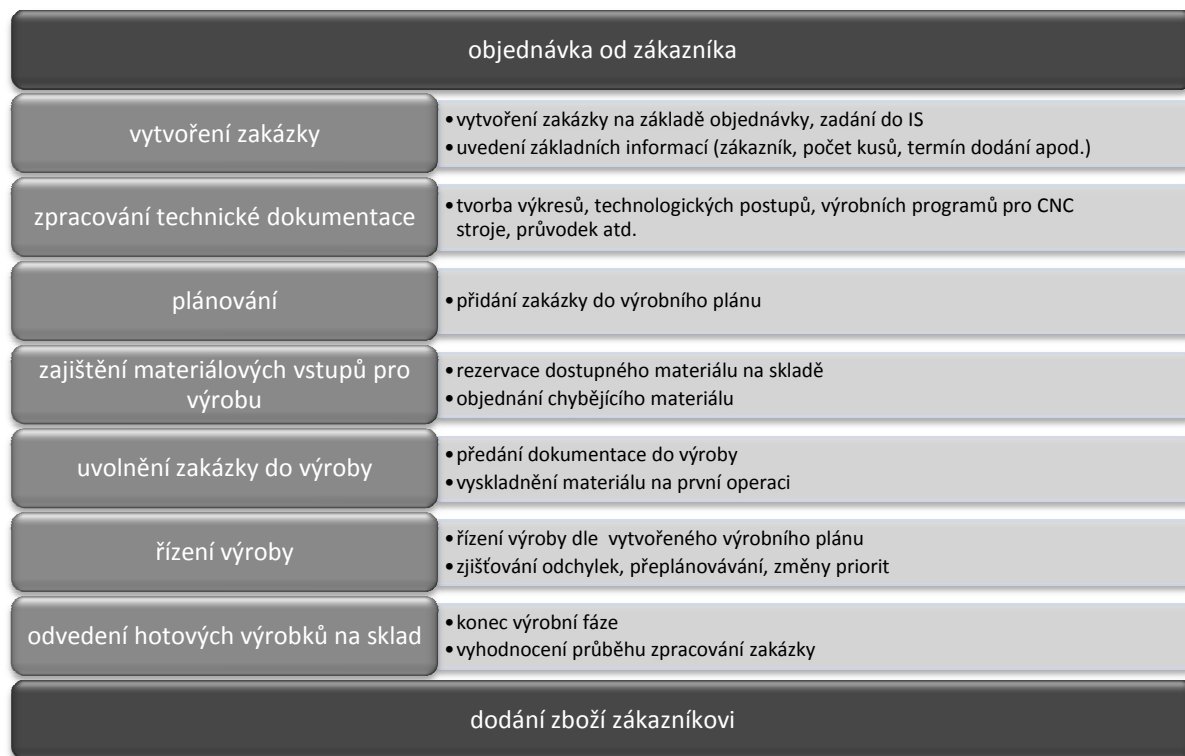 objednávka od zákazníka
vytvoření zakázky
•vytvoření zakázky na základě objednávky, zadání do IS
•uvedení základních informací (zákazník, počet kusů, termín dodání apod.)
zpracování technické dokumentace
•tvorba výkresů, technologických postupů, výrobních programů pro CNC
stroje, průvodek atd.
plánování
•přidání zakázky do výrobního plánu
zajištění materiálových vstupů pro
výrobu
•rezervace dostupného materiálu na skladě
•objednání chybějícího materiálu
uvolnění zakázky do výroby
•předání dokumentace do výroby
•vyskladnění materiálu na první operaci
řízení výroby
•řízení výroby dle vytvořeného výrobního plánu
•zjišťování odchylek, přeplánovávání, změny priorit
odvedení hotových výrobků na sklad
•konec výrobní fáze
•vyhodnocení průběhu zpracování zakázky
dodání zboží zákazníkovi